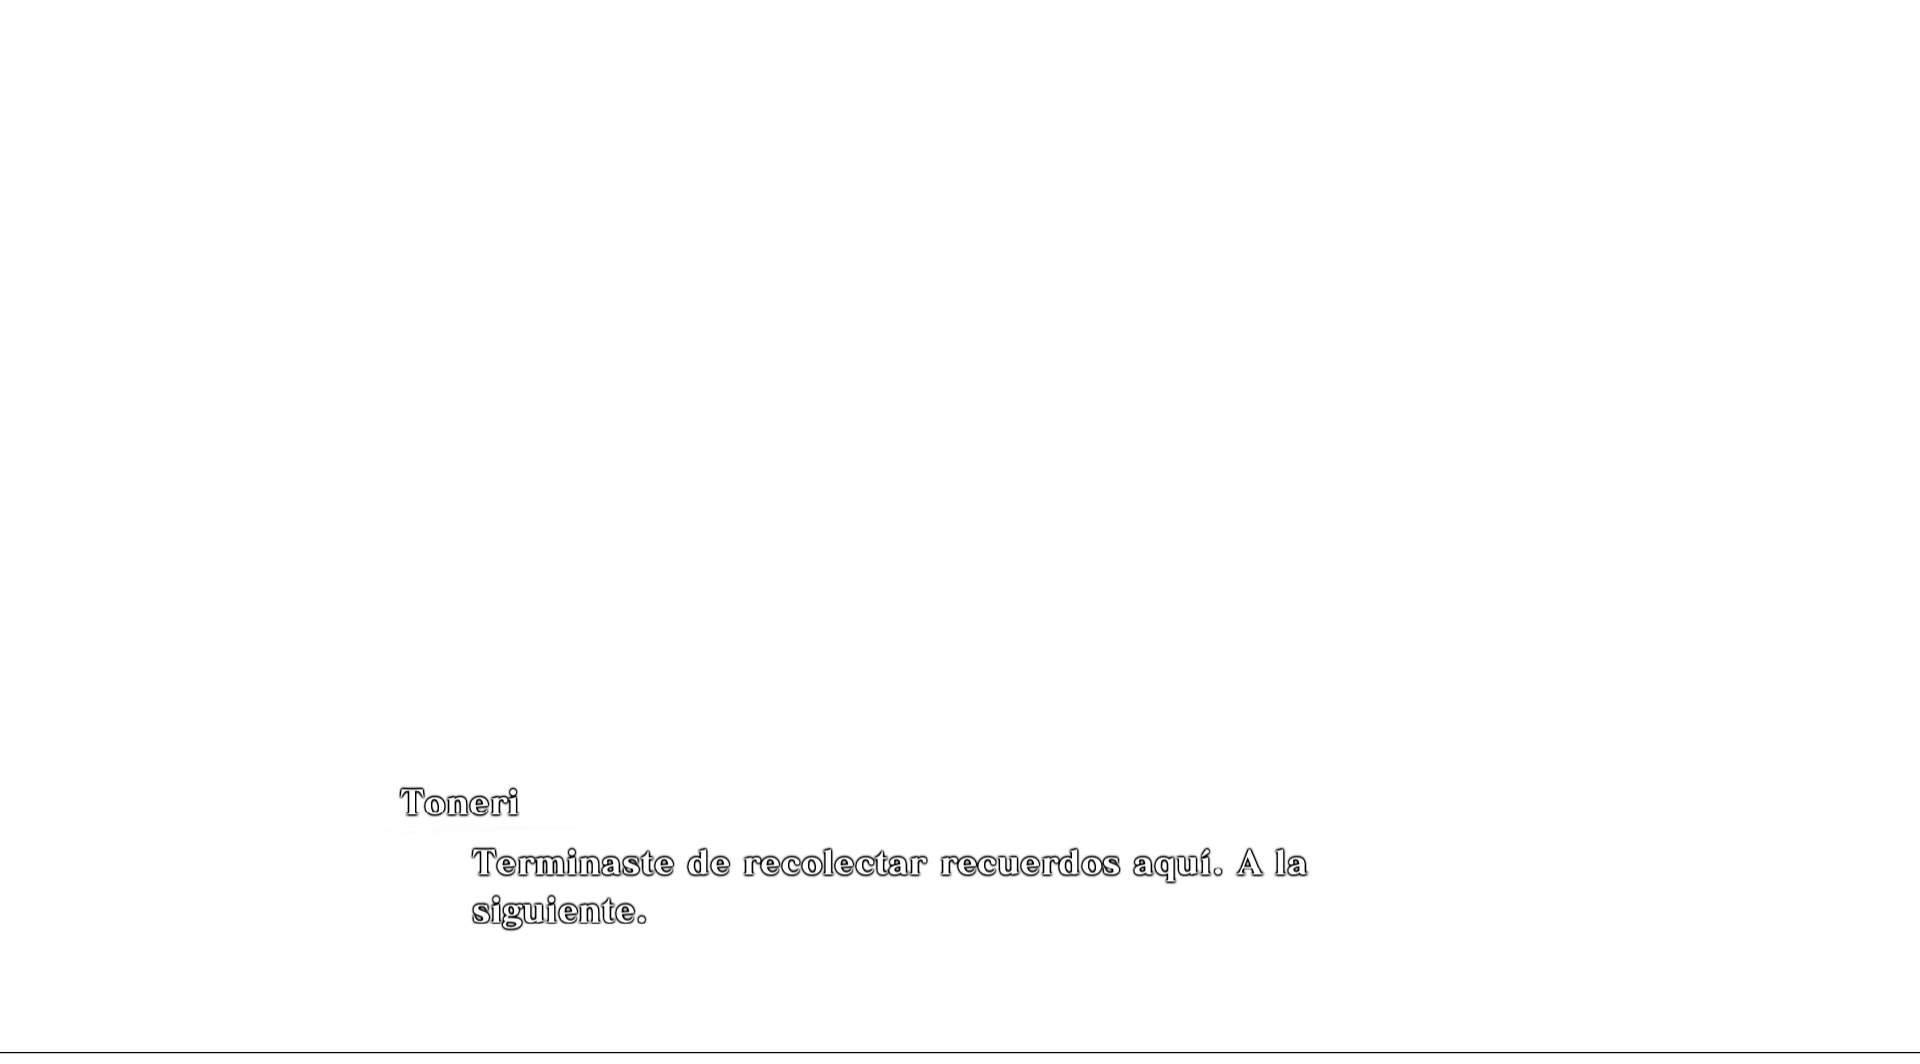 Toneri
Terminaste de recolectar recuerdos aquí. A la
siguiente.